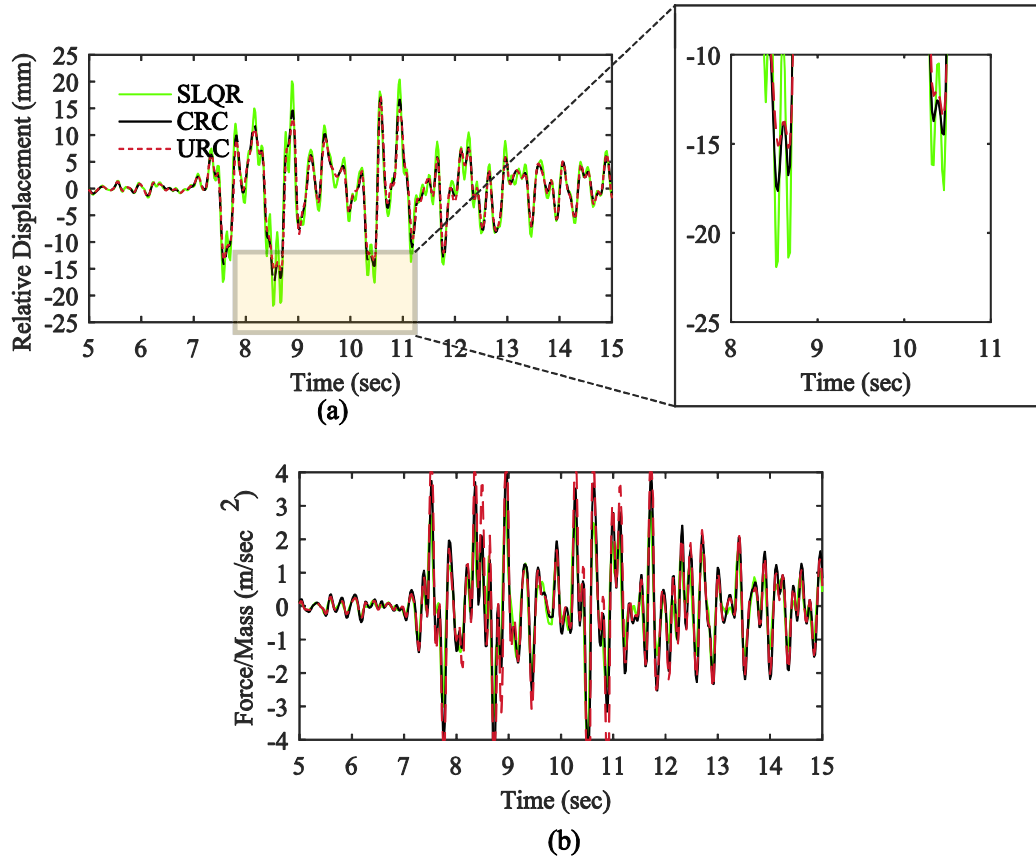 Relative Displacement (mm)
25
20
15
10
5
0
-5
-10
-15
-20
-25
SLQR
CRC
URC
5 6 7 8 9 10 11 12 13 14 15
Time (sec)
(a)
-10
-15
-20
-25
8 9 10 11
Time (sec)
Force/Mass (m/sec 2)
4
3
2
1
0
-1
-2
-3
-4
5 6 7 8 9 10 11 12 13 14 15
Time (sec)
(b)